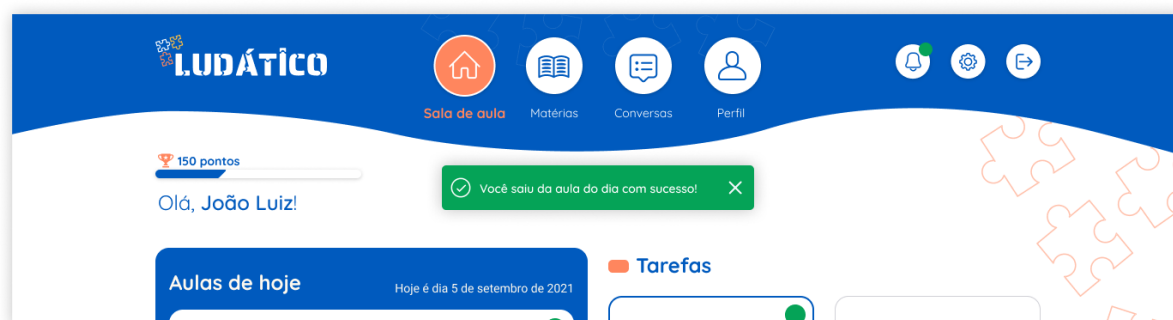 LUDÁTICO
Sala de aula
Matérias
Conversas
Perfil
150 pontos
Você saiu da aula do dia com sucesso!
Olá, João Luiz!
Aulas de hoje
Hoje é dia 5 de setembro de 2021
Tarefas